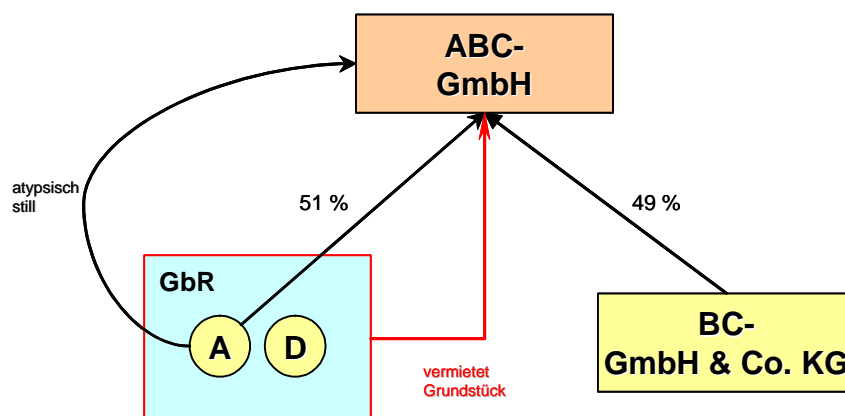 ABC-
GmbH
atypsisch
still
51 %
49 %
GbR
A
D
vermietet
Grundstück
BC-
GmbH & Co. KG